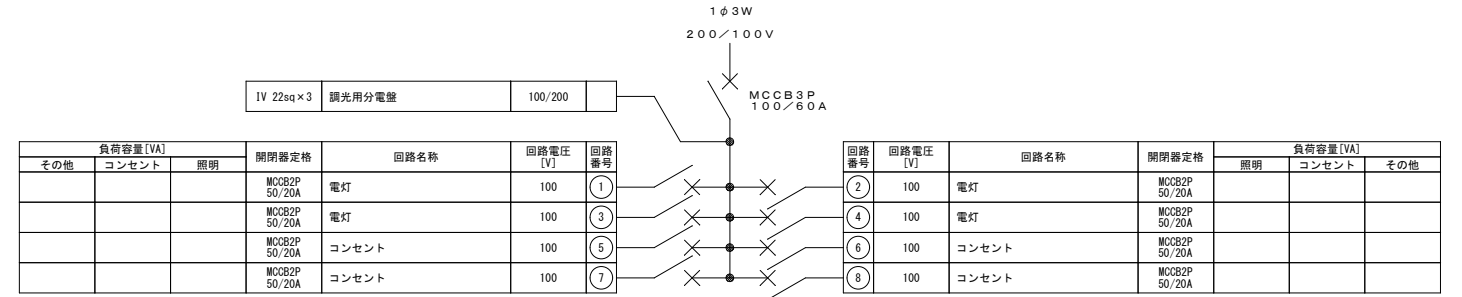 1φ3W
200/100V
MCCB3P
100/60A
IV 22sq×3 調光用分電盤 100/200
負荷容量[VA] 開閉器定格 回路名称 回路電圧[V] 回路番号
その他 コンセント 照明
MCCB2P 50/20A 電灯 100 1
MCCB2P 50/20A 電灯 100 3
MCCB2P 50/20A コンセント 100 5
MCCB2P 50/20A コンセント 100 7
回路番号 回路電圧[V] 回路名称 開閉器定格 負荷容量[VA]
照明 コンセント その他
2 100 電灯 MCCB2P 50/20A
4 100 電灯 MCCB2P 50/20A
6 100 コンセント MCCB2P 50/20A
8 100 コンセント MCCB2P 50/20A